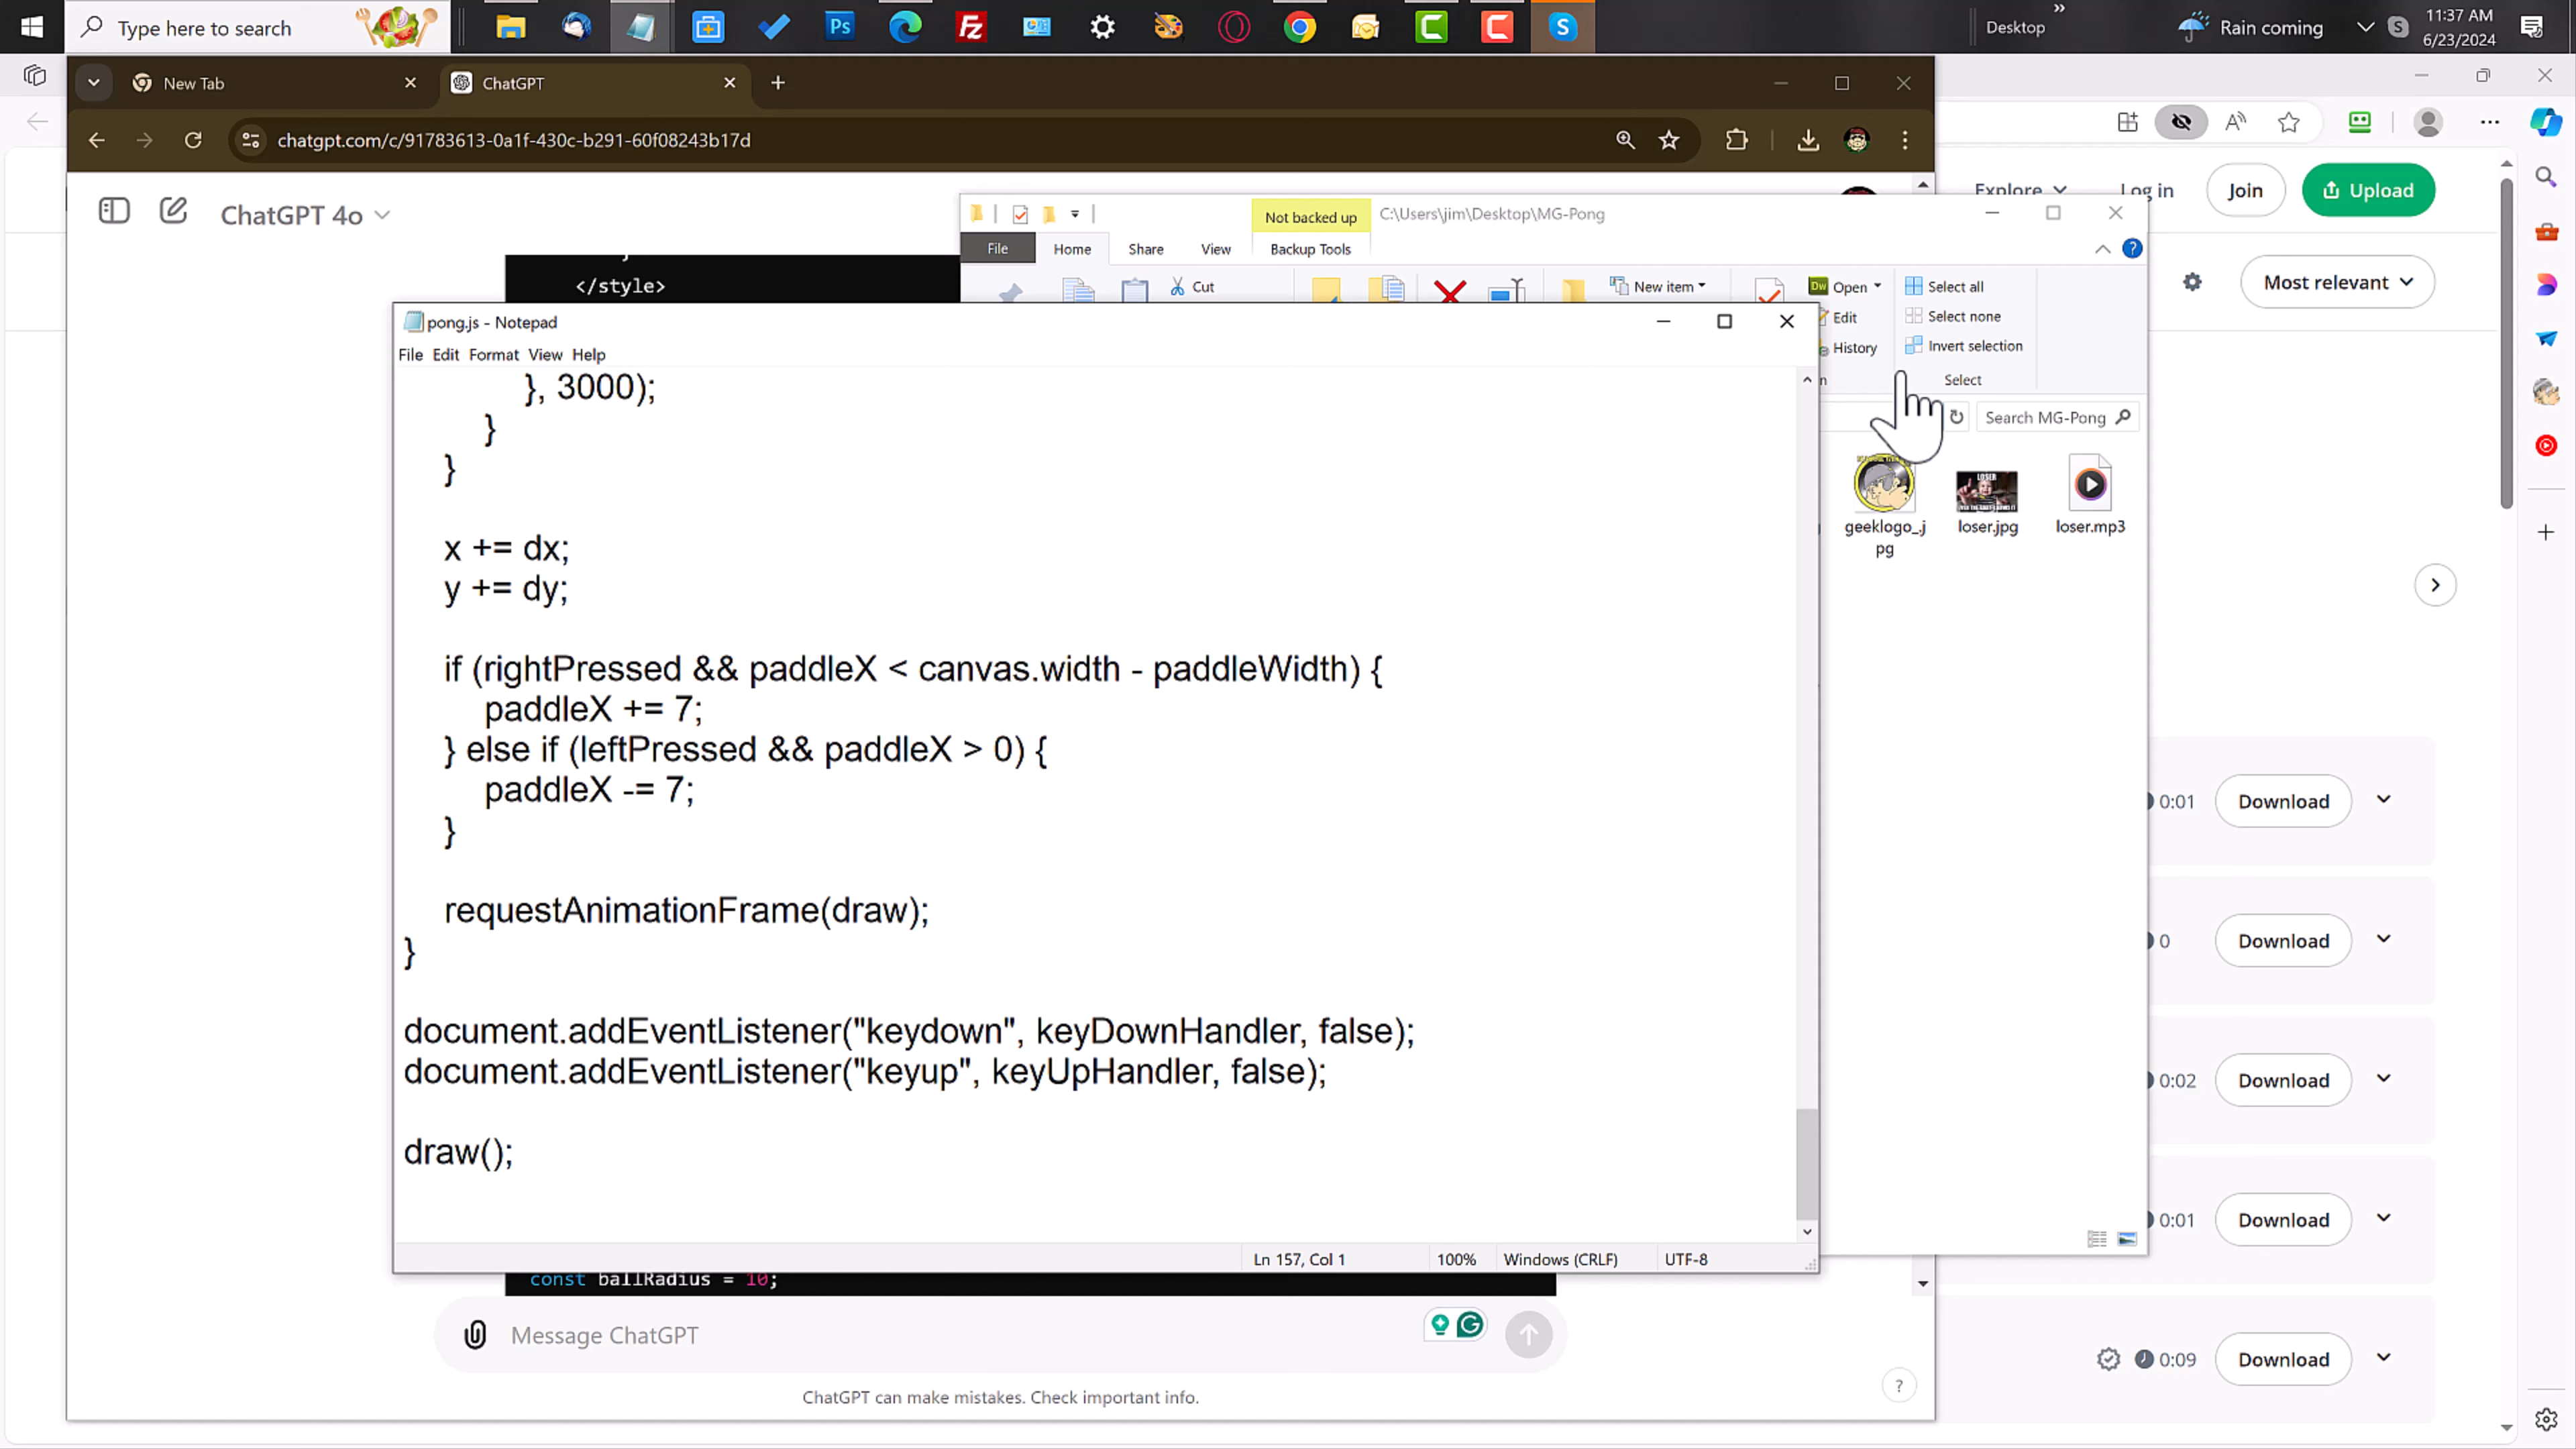 Type here to search
Desktop
»
Rain coming
11:37 AM
6/23/2024
New Tab
ChatGPT
chatgpt.com/c/91783613-0a1f-430c-b291-60f08243b17d
ChatGPT 4o
Explore
Log in
Join
Upload
Most relevant
Not backed up
C:\Users\jim\Desktop\MG-Pong
File
Home
Share
View
Backup Tools
Cut
New item
Open
Edit
History
Select all
Select none
Invert selection
Select
Search MG-Pong
geeklogo_.j
pg
loser.jpg
loser.mp3
LOSER
</style>
pong.js - Notepad
File Edit Format View Help
}, 3000);
}
}
x += dx;
y += dy;
if (rightPressed && paddleX < canvas.width - paddleWidth) {
paddleX += 7;
} else if (leftPressed && paddleX > 0) {
paddleX -= 7;
}
requestAnimationFrame(draw);
}
document.addEventListener("keydown", keyDownHandler, false);
document.addEventListener("keyup", keyUpHandler, false);
draw();
Ln 157, Col 1
100%
Windows (CRLF)
UTF-8
const ballRadius = 10;
Message ChatGPT
ChatGPT can make mistakes. Check important info.
?
0:01
Download
0
Download
0:02
Download
0:01
Download
0:09
Download